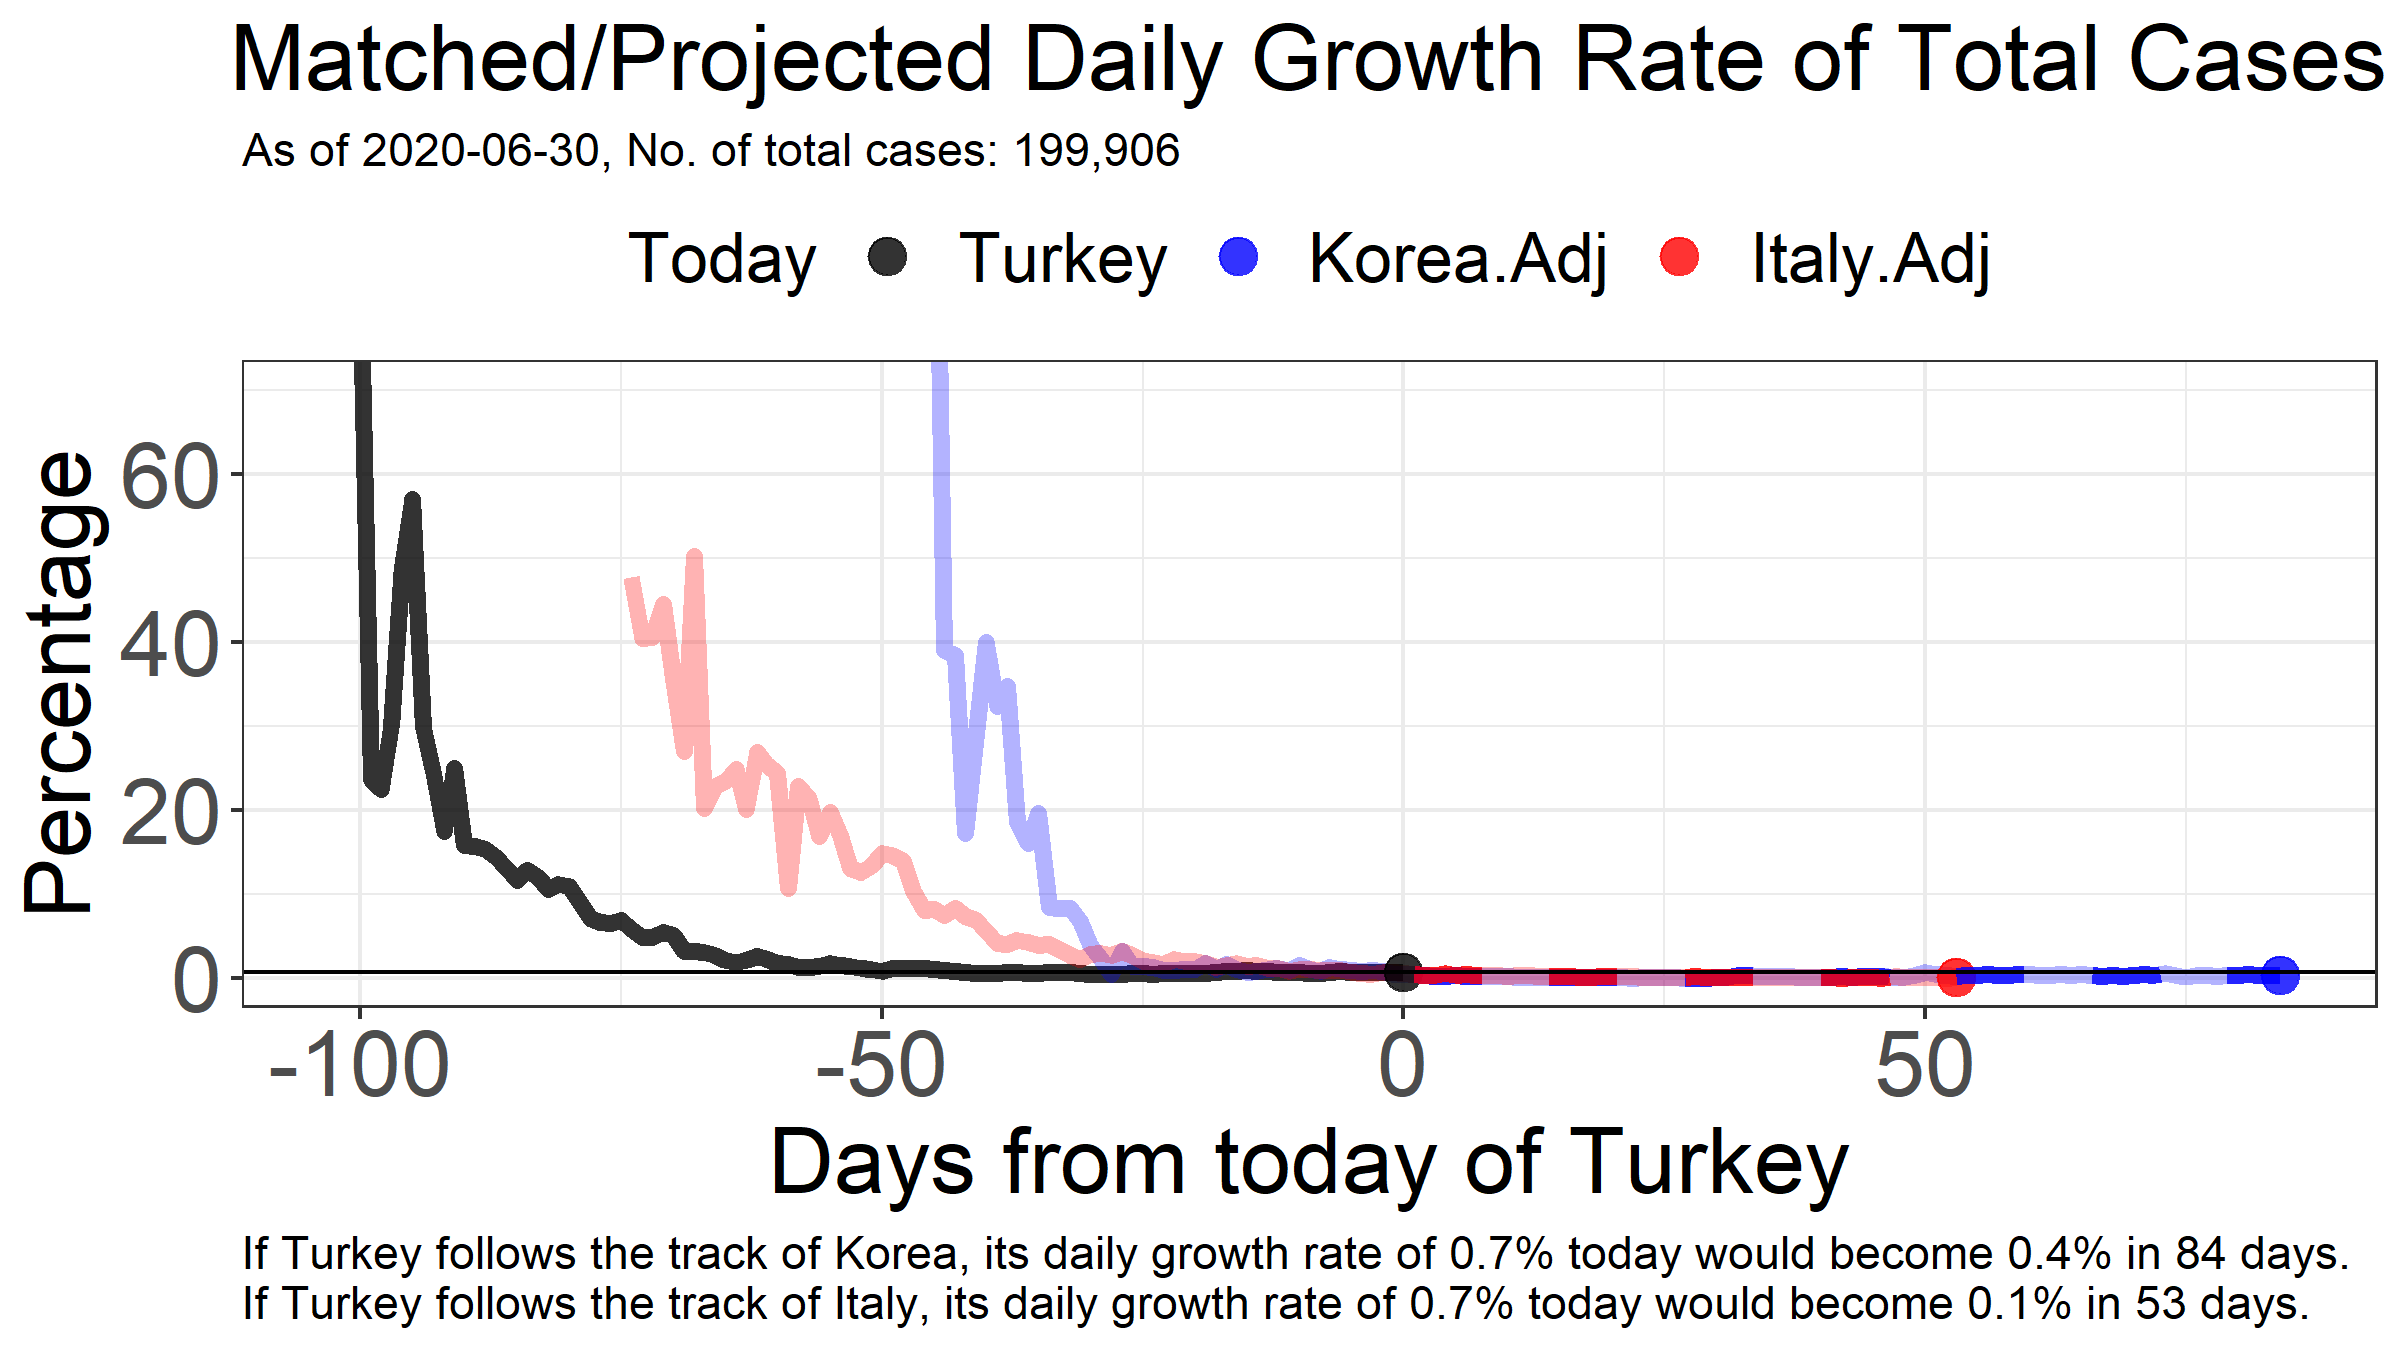 Matched/Projected Daily Growth Rate of Total Cases
As of 2020-06-30, No. of total cases: 199,906
Today Turkey Korea.Adj Italy.Adj
Percentage
60
40
20
0
-100 -50 0 50
Days from today of Turkey
If Turkey follows the track of Korea, its daily growth rate of 0.7% today would become 0.4% in 84 days.
If Turkey follows the track of Italy, its daily growth rate of 0.7% today would become 0.1% in 53 days.